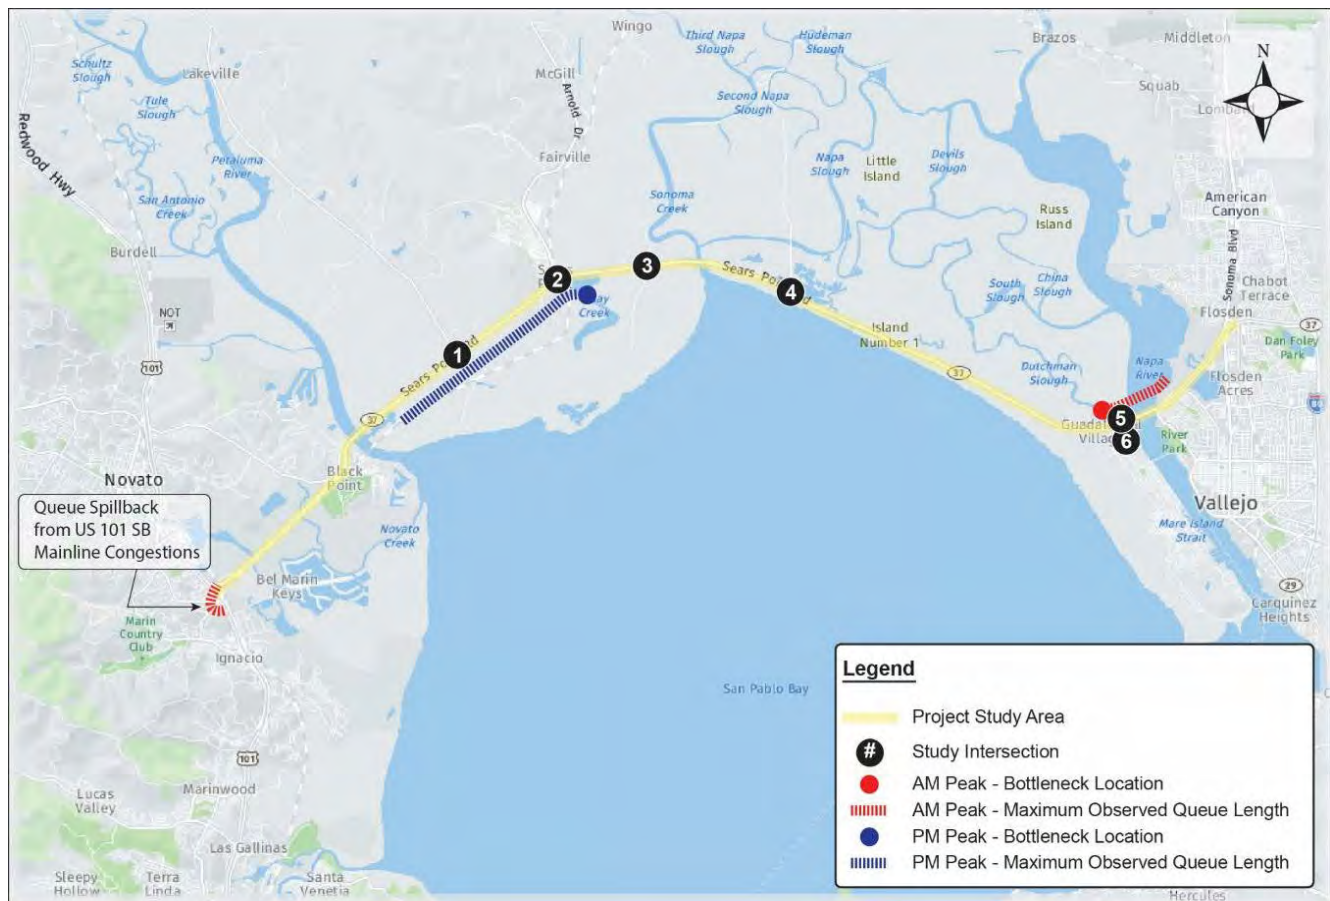 Wingo
Third Napa
Slough
Hudeman
Slough
Brazos
Middleton
N
Schultz
Slough
Lakeville
McGill
Arnold Dr
Squab
Lombard
Tule
Slough
Second Napa
Slough
Redwood Hwy
Petaluma
River
Fairville
Napa
Slough
Little
Island
Devils
Slough
San Antonio
Creek
Sonoma
Creek
Russ
Island
American
Canyon
Sonoma Blvd
Burdell
2
3
Sears
4
South
Slough
China
Slough
Chabot
Terrace
Flosden
37
NOT
Creek
Island
Number 1
Dan Foley
Park
101
1
Sears
Rd
37
Dutchman
Slough
Napa
River
Flosden
Acres
37
5
6
River
Park
Black
Point
Novato
Vallejo
Queue Spillback
from US 101 SB
Mainline Congestions
Novato
Creek
Mare Island
Strait
Bel Marin
Keys
29
Carquinez
Heights
Marin
Country
Club
Ignacio
San Pablo Bay
101
Lucas
Valley
Marinwood
Las Gallinas
Sleepy
Hollow
Terra
Linda
Santa
Venetia
Legend
Project Study Area
# Study Intersection
AM Peak - Bottleneck Location
AM Peak - Maximum Observed Queue Length
PM Peak - Bottleneck Location
PM Peak - Maximum Observed Queue Length
Hercules